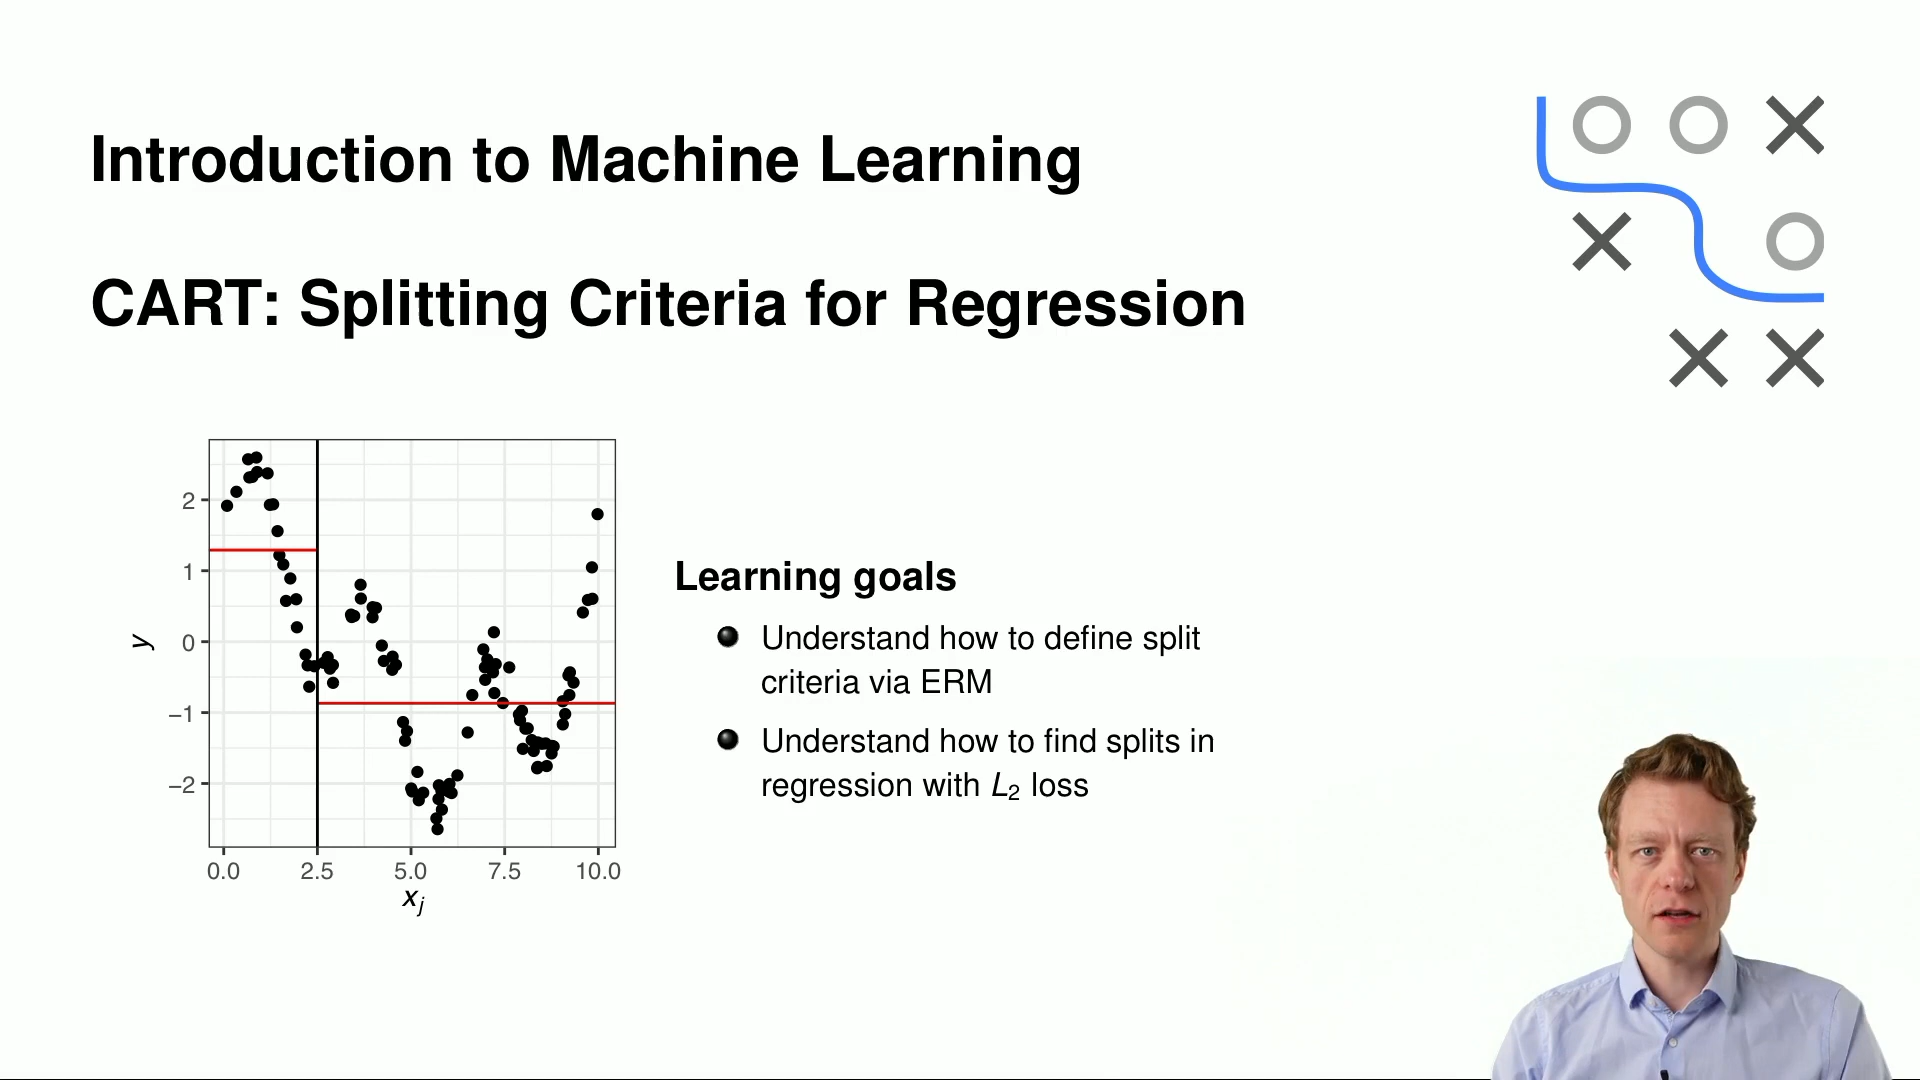 Introduction to Machine Learning
CART: Splitting Criteria for Regression
2
1
0
−1
−2
y
0.0 2.5 5.0 7.5 10.0
xj
Learning goals
Understand how to define split
criteria via ERM
Understand how to find splits in
regression with L2 loss